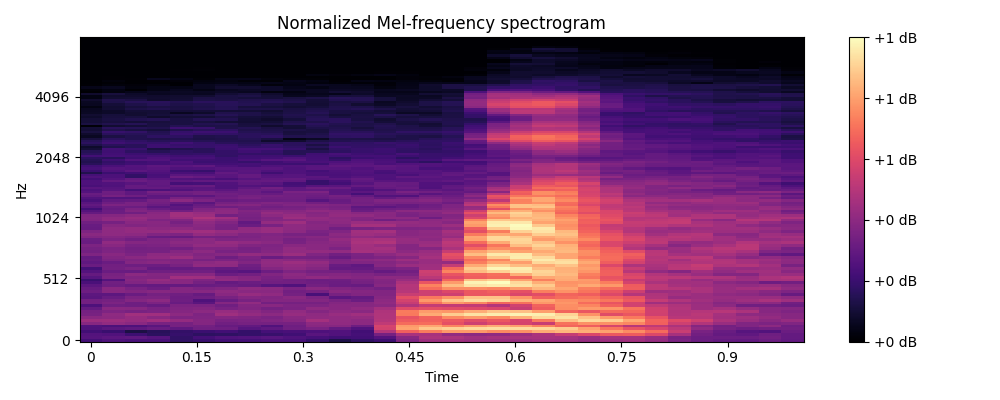 Normalized Mel-frequency spectrogram
Hz
4096
2048
1024
512
0
0 0.15 0.3 0.45 0.6 0.75 0.9
Time
+1 dB
+1 dB
+1 dB
+0 dB
+0 dB
+0 dB